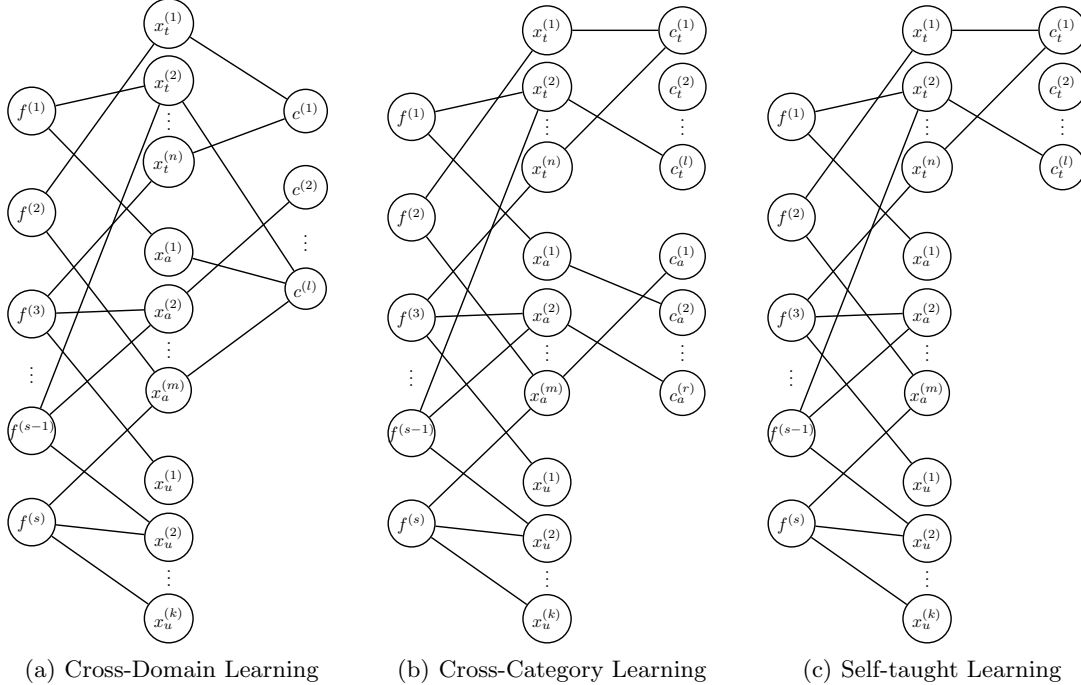 x_t^{(1)}
x_t^{(2)}
⋮
x_t^{(n)}
f^{(1)}
c^{(1)}
c^{(2)}
⋮
c^{(l)}
f^{(2)}
x_a^{(1)}
f^{(3)}
x_a^{(2)}
⋮
⋮
x_a^{(m)}
f^{(s−1)}
x_u^{(1)}
f^{(s)}
x_u^{(2)}
⋮
x_u^{(k)}
(a) Cross-Domain Learning
x_t^{(1)}
c_t^{(1)}
x_t^{(2)}
c_t^{(2)}
f^{(1)}
⋮
⋮
x_t^{(n)}
c_t^{(l)}
f^{(2)}
x_a^{(1)}
c_a^{(1)}
f^{(3)}
x_a^{(2)}
c_a^{(2)}
⋮
⋮
⋮
x_a^{(m)}
c_a^{(r)}
f^{(s−1)}
x_u^{(1)}
f^{(s)}
x_u^{(2)}
⋮
x_u^{(k)}
(b) Cross-Category Learning
x_t^{(1)}
c_t^{(1)}
x_t^{(2)}
c_t^{(2)}
f^{(1)}
⋮
⋮
x_t^{(n)}
c_t^{(l)}
f^{(2)}
x_a^{(1)}
f^{(3)}
x_a^{(2)}
⋮
⋮
x_a^{(m)}
f^{(s−1)}
x_u^{(1)}
f^{(s)}
x_u^{(2)}
⋮
x_u^{(k)}
(c) Self-taught Learning